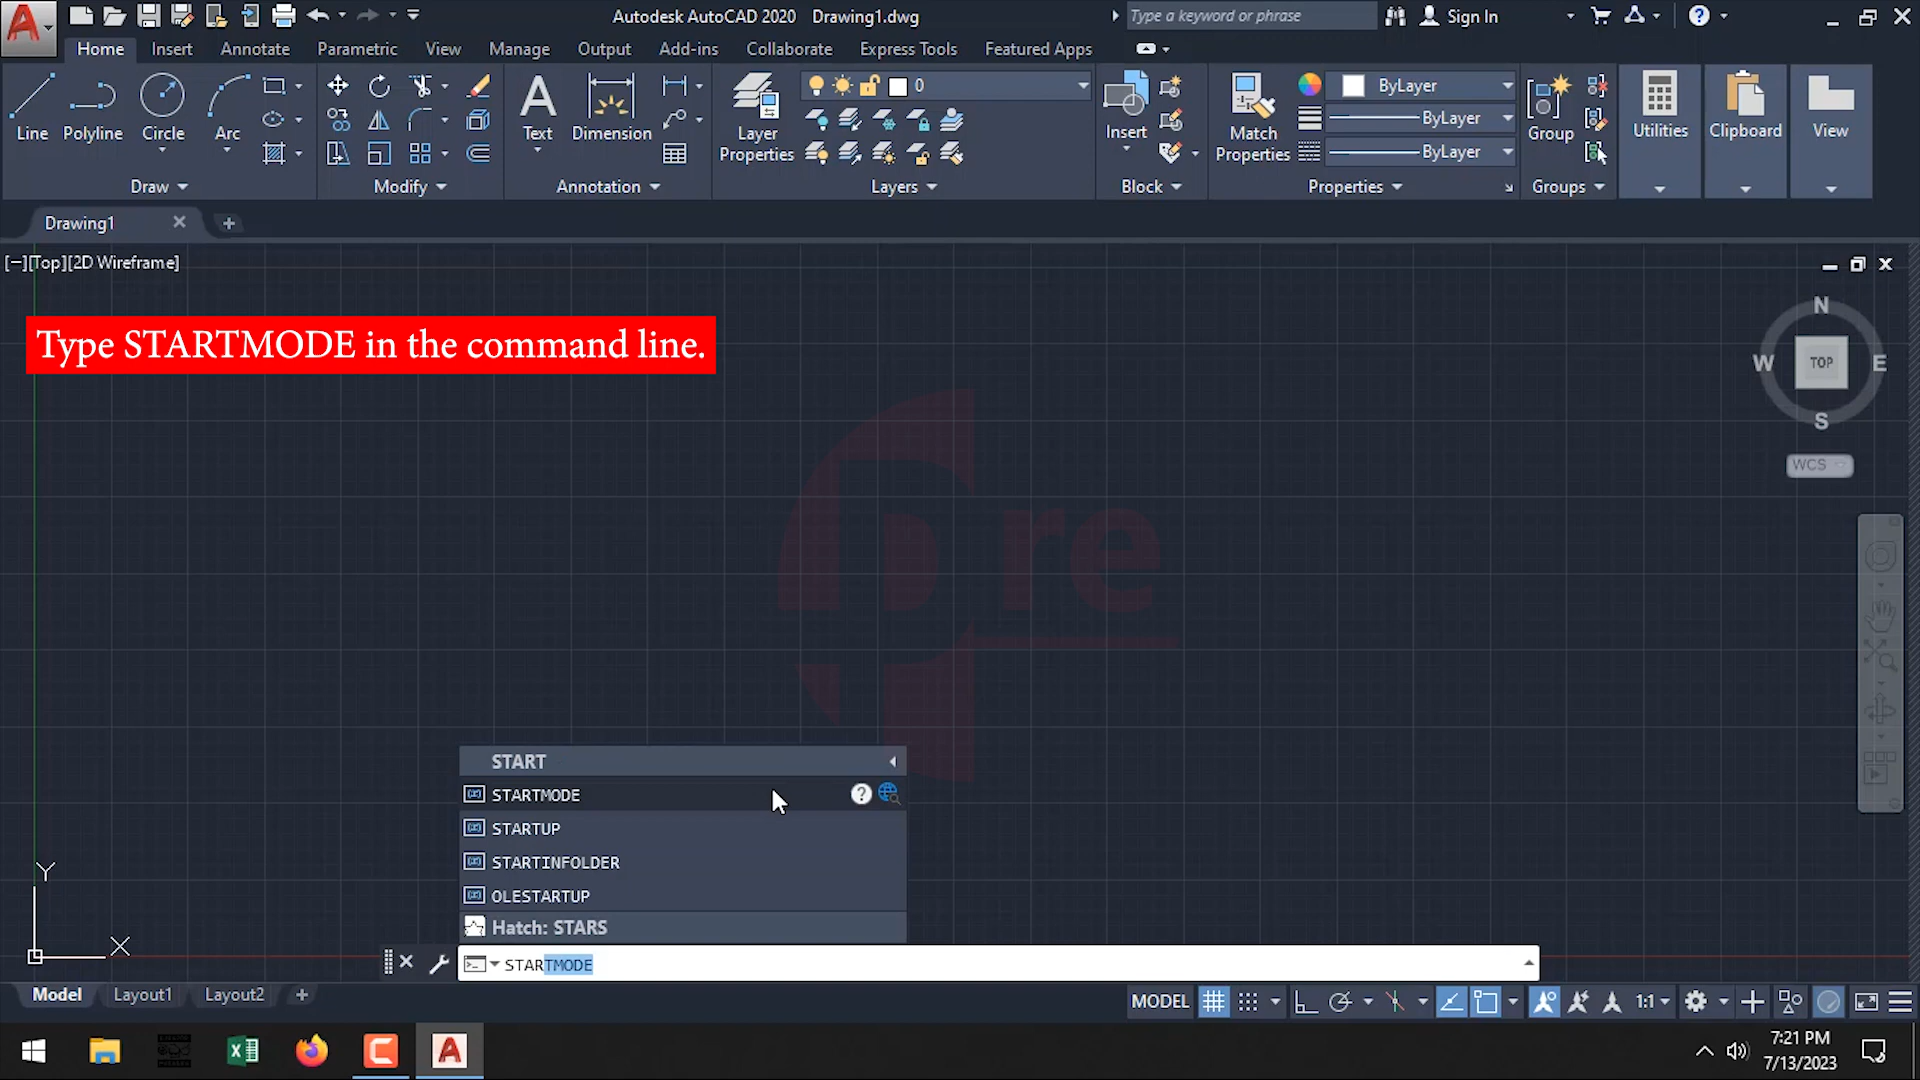 Autodesk AutoCAD 2020 Drawing1.dwg
Type a keyword or phrase
Sign In
Home Insert Annotate Parametric View Manage Output Add-ins Collaborate Express Tools Featured Apps
0
ByLayer
ByLayer
ByLayer
Line Polyline Circle Arc
Text Dimension
Layer Properties
Insert
Match Properties
Group
Utilities
Clipboard
View
Draw Modify Annotation Layers Block Properties Groups
Drawing1
[−][Top][2D Wireframe]
Type STARTMODE in the command line.
N
W TOP E
S
WCS
Pre
START
STARTMODE
STARTUP
STARTINFOLDER
OLESTARTUP
Hatch: STARS
STARTMODE
Y
X
Model Layout1 Layout2
MODEL 1:1
7:21 PM
7/13/2023